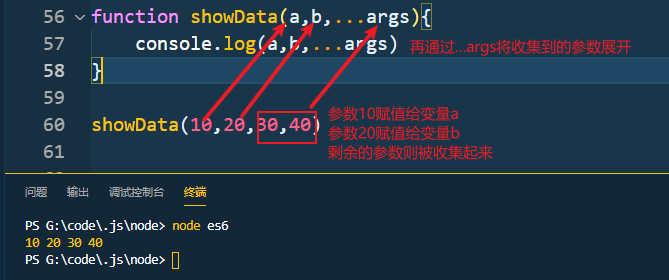 56 function showData(a,b,...args){
57 console.log(a,b,...args) 再通过...args将收集到的参数展开
58 }
59
60 showData(10,20,30,40)
参数10赋值给变量a
参数20赋值给变量b
61 剩余的参数则被收集起来
问题 输出 调试控制台 终端
PS G:\code\.js\node> node es6
10 20 30 40
PS G:\code\.js\node>